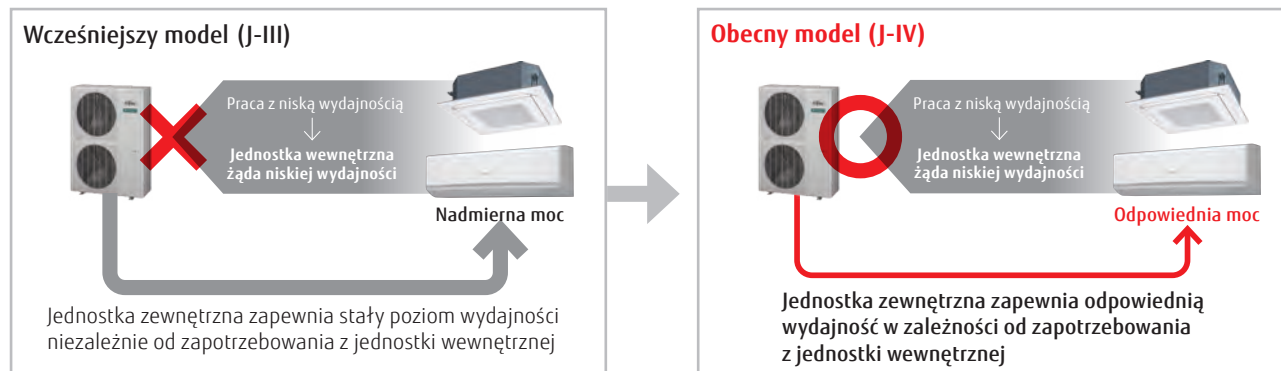 Wcześniejszy model (J-III)
Praca z niską wydajnością
Jednostka wewnętrzna
żąda niskiej wydajności
Nadmierna moc
Jednostka zewnętrzna zapewnia stały poziom wydajności
niezależnie od zapotrzebowania z jednostki wewnętrznej
Obecny model (J-IV)
Praca z niską wydajnością
Jednostka wewnętrzna
żąda niskiej wydajności
Odpowiednia moc
Jednostka zewnętrzna zapewnia odpowiednią
wydajność w zależności od zapotrzebowania
z jednostki wewnętrznej